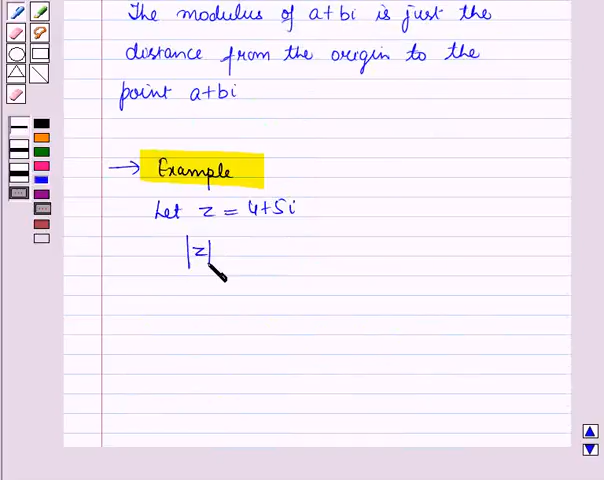 The modulus of a+bi is just the
distance from the origin to the
point a+bi
→ Example
Let z = 4+5i
|z|